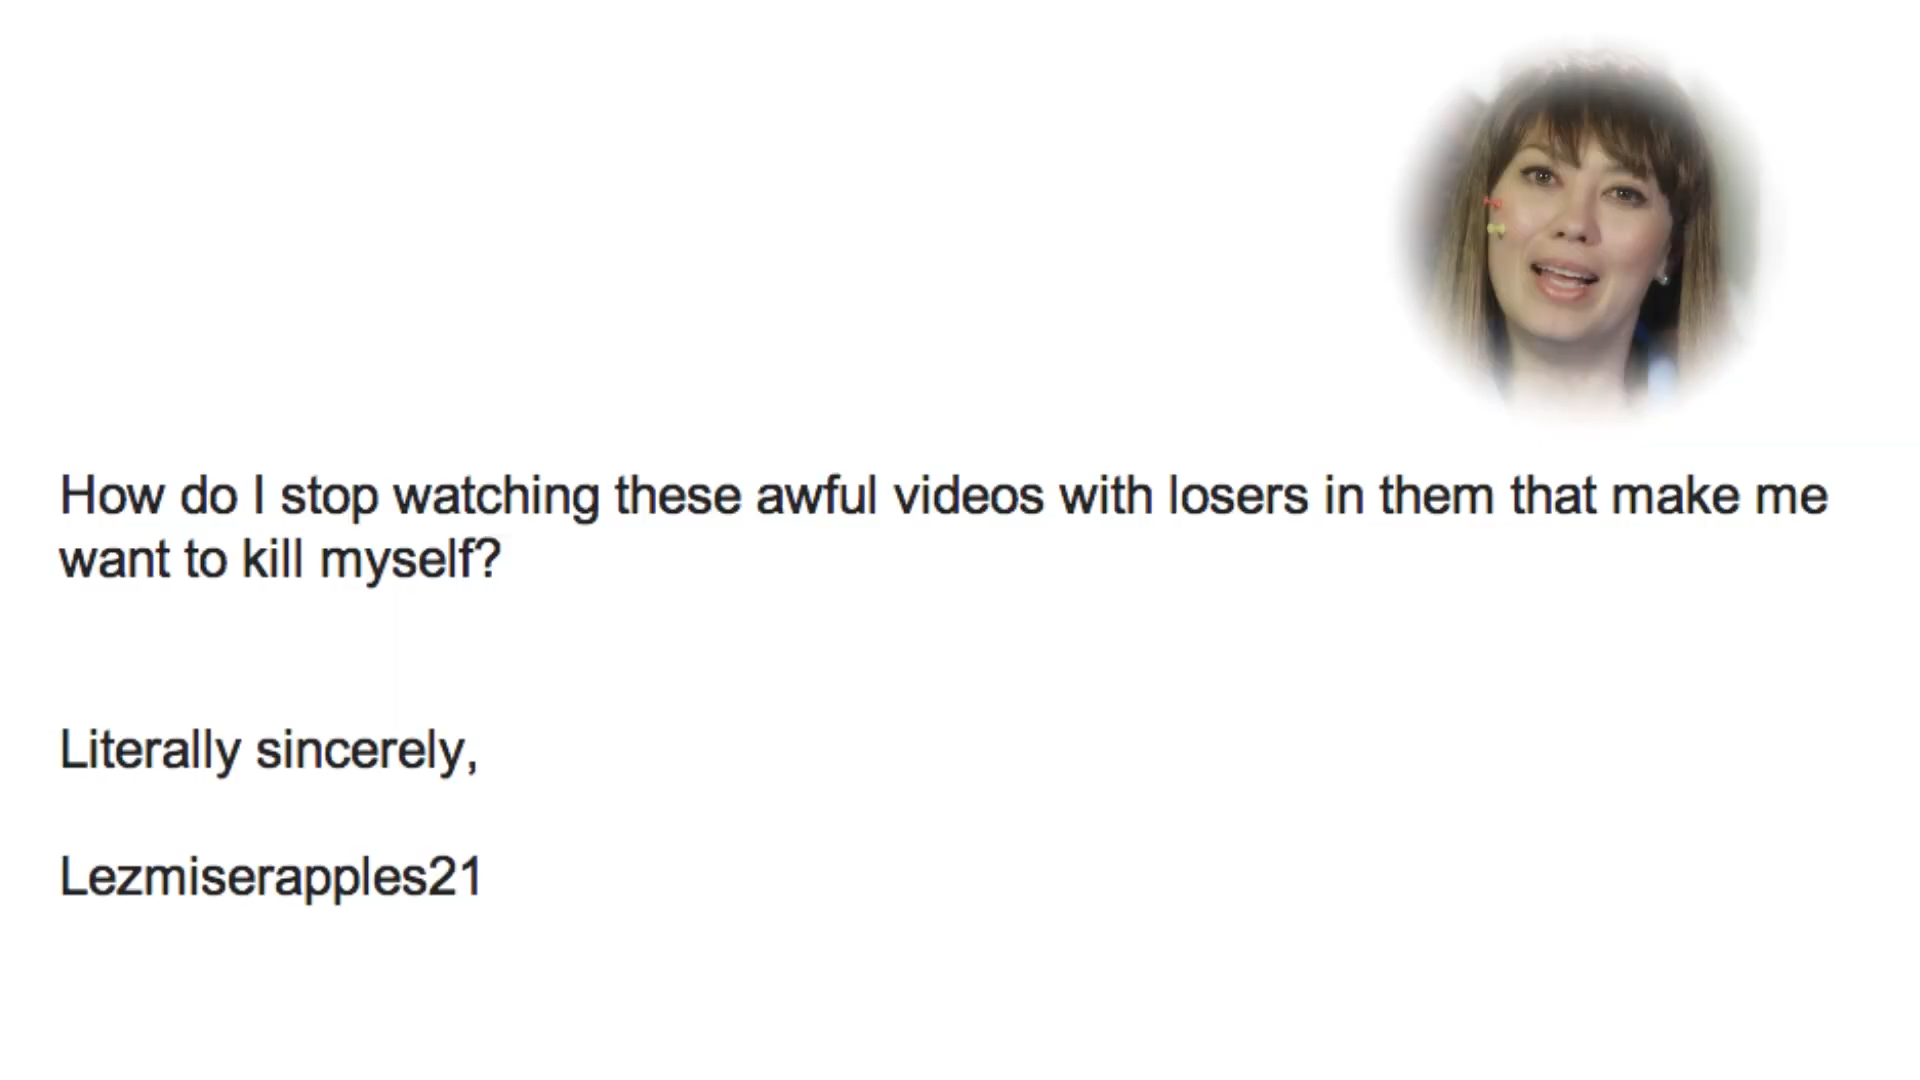 How do I stop watching these awful videos with losers in them that make me
want to kill myself?
Literally sincerely,
Lezmiserapples21